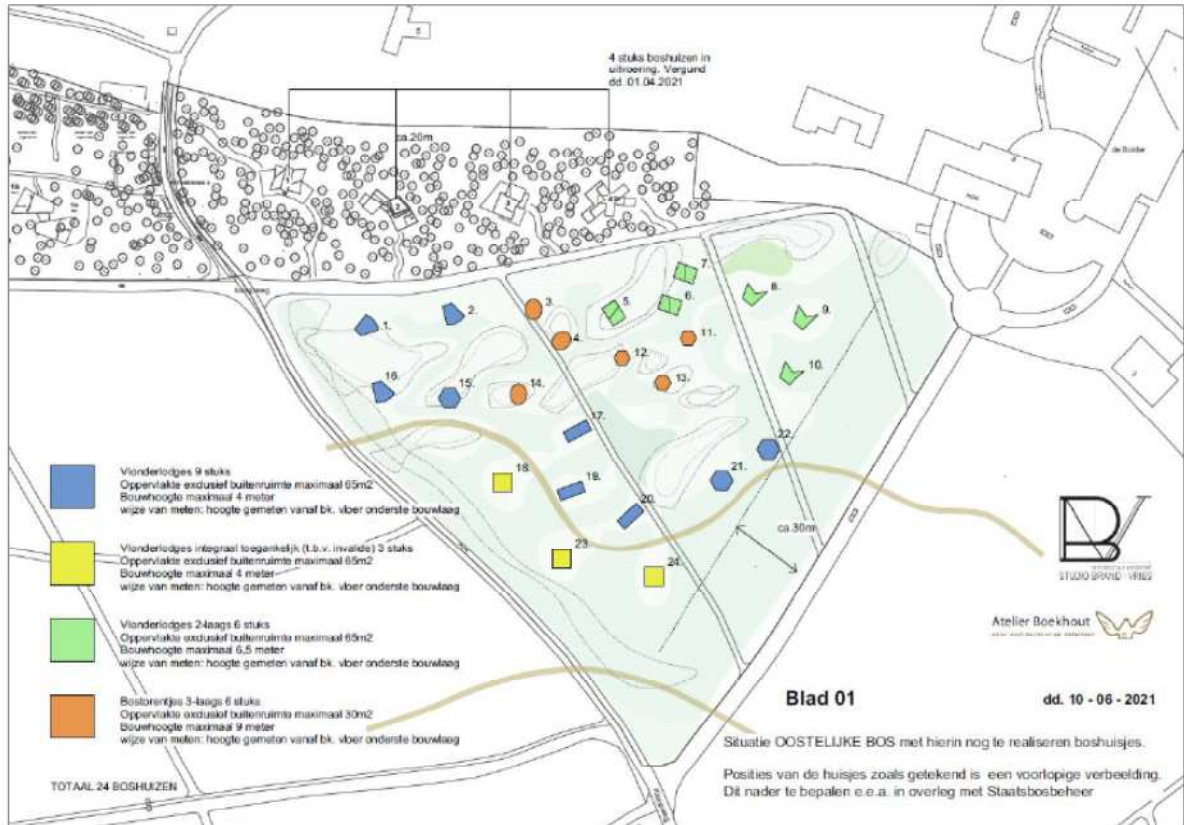 4 stuks boshuizen in
uitvoering. Vergund
dd. 01.04.2021
ca.20m
de Bolder
1.
2.
3.
4.
5.
6.
7.
8.
9.
10.
11.
12.
13.
14.
15.
16.
17.
18.
19.
20.
21.
22.
23.
24.
ca.30m
Vlonderlodges 9 stuks
Oppervlakte exclusief buitenruimte maximaal 65m2
Bouwhoogte maximaal 4 meter
wijze van meten: hoogte gemeten vanaf bk. vloer onderste bouwlaag
Vlonderlodges integraal toegankelijk (t.b.v. invalide) 3 stuks
Oppervlakte exclusief buitenruimte maximaal 65m2
Bouwhoogte maximaal 4 meter
wijze van meten: hoogte gemeten vanaf bk. vloer onderste bouwlaag
Vlonderlodges 2-laags 6 stuks
Oppervlakte exclusief buitenruimte maximaal 65m2
Bouwhoogte maximaal 6,5 meter
wijze van meten: hoogte gemeten vanaf bk. vloer onderste bouwlaag
Bostorentjes 3-laags 6 stuks
Oppervlakte exclusief buitenruimte maximaal 30m2
Bouwhoogte maximaal 9 meter
wijze van meten: hoogte gemeten vanaf bk. vloer onderste bouwlaag
TOTAAL 24 BOSHUIZEN
BV
STUDIO BRAND I VRIES
Atelier Boekhout
Blad 01
dd. 10 - 06 - 2021
Situatie OOSTELIJKE BOS met hierin nog te realiseren boshuisjes.
Posities van de huisjes zoals getekend is een voorlopige verbeelding.
Dit nader te bepalen e.e.a. in overleg met Staatsbosbeheer